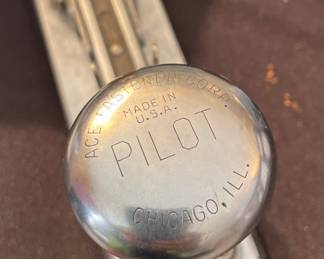 ACE FASTENER CORP.
MADE IN
U.S.A.
PILOT
CHICAGO, ILL.